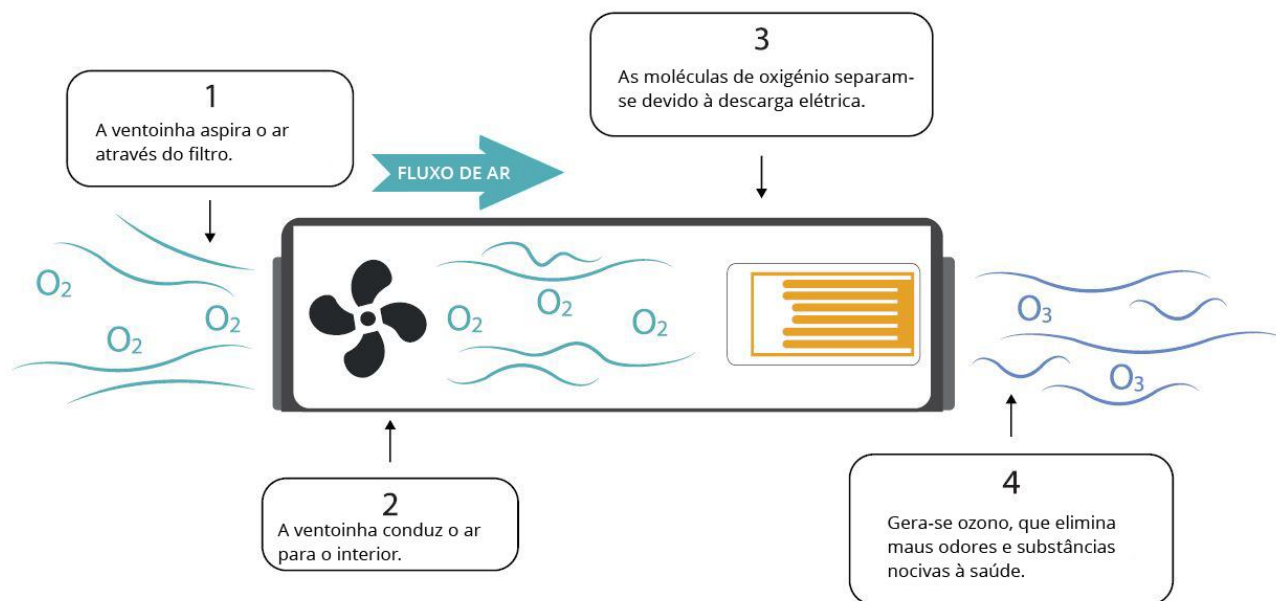 1
A ventoinha aspira o ar
através do filtro.
FLUXO DE AR
3
As moléculas de oxigénio separam-
se devido à descarga elétrica.
O₂
O₂
O₂
O₂
O₂
O₂
O₃
O₃
2
A ventoinha conduz o ar
para o interior.
4
Gera-se ozono, que elimina
maus odores e substâncias
nocivas à saúde.